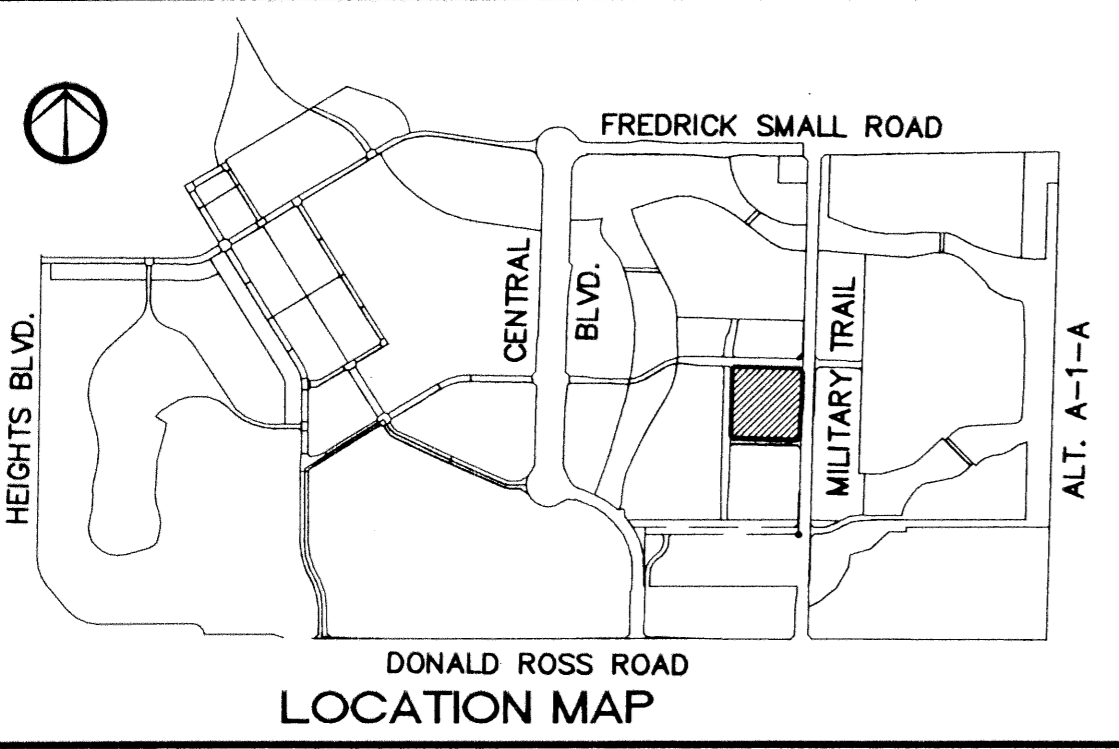 FREDRICK SMALL ROAD
HEIGHTS BLVD.
CENTRAL
BLVD.
MILITARY TRAIL
ALT. A-1-A
DONALD ROSS ROAD
LOCATION MAP